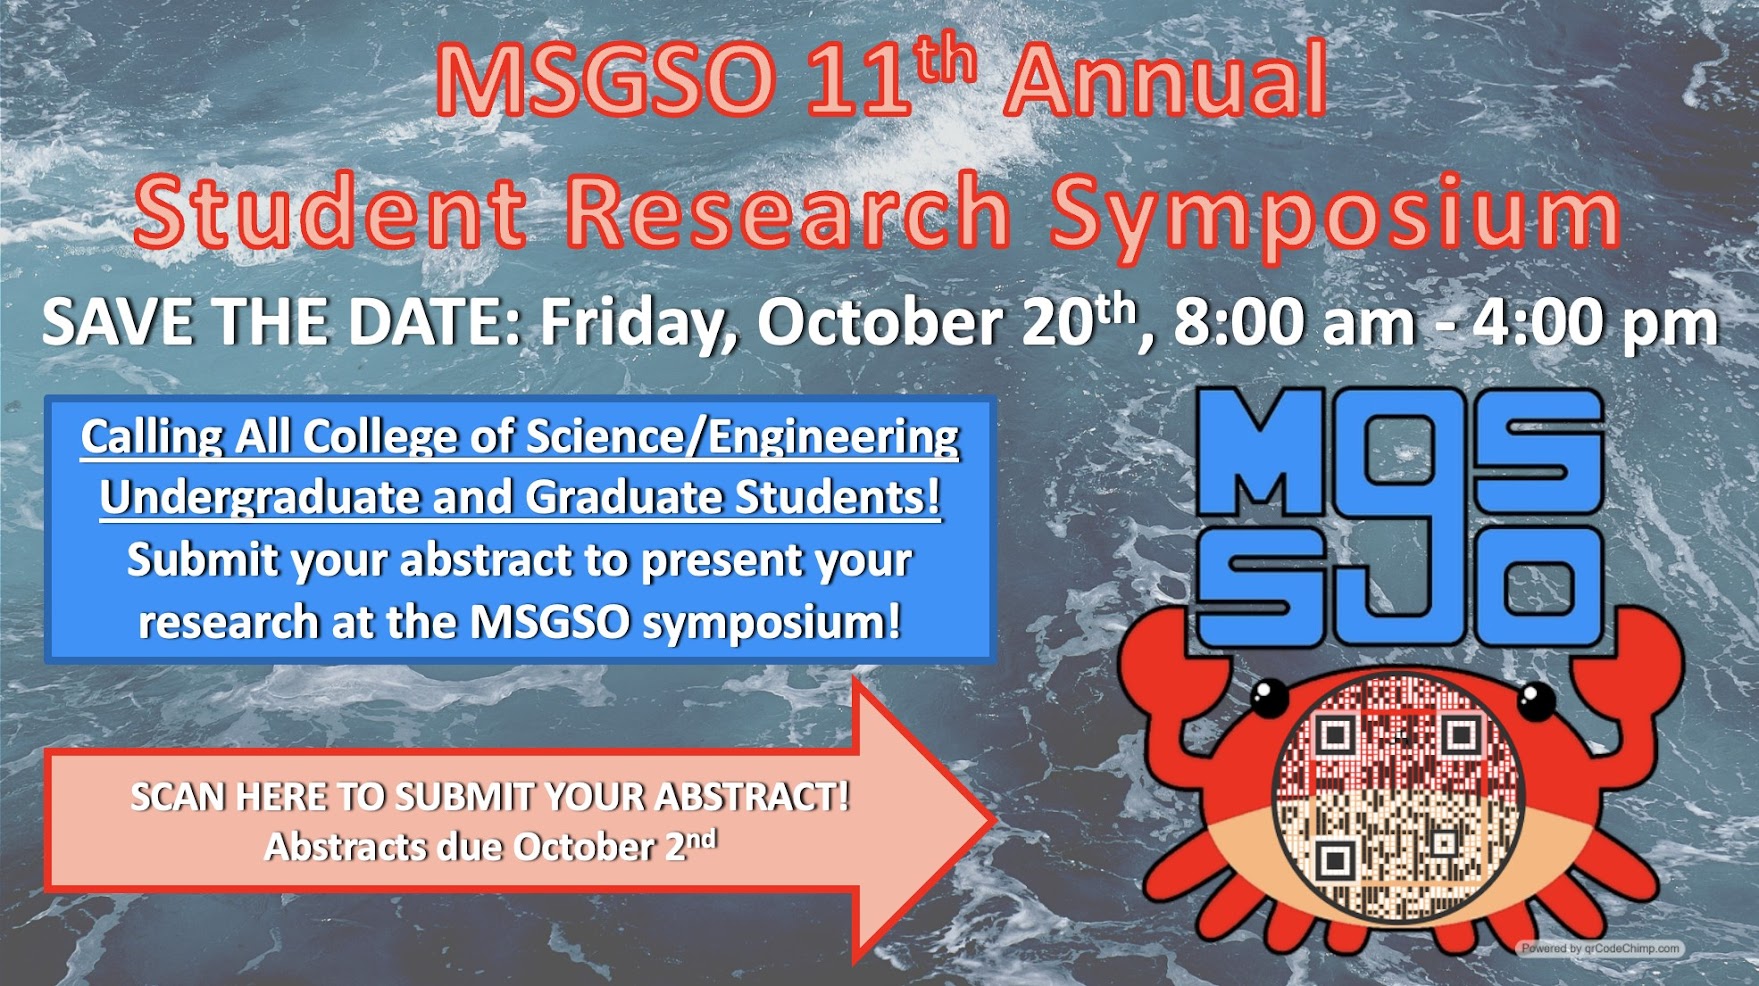 MSGSO 11th Annual
Student Research Symposium
SAVE THE DATE: Friday, October 20th, 8:00 am - 4:00 pm
Calling All College of Science/Engineering
Undergraduate and Graduate Students!
Submit your abstract to present your
research at the MSGSO symposium!
MGS
SO
SCAN HERE TO SUBMIT YOUR ABSTRACT!
Abstracts due October 2nd
Powered by qrCodeChimp.com